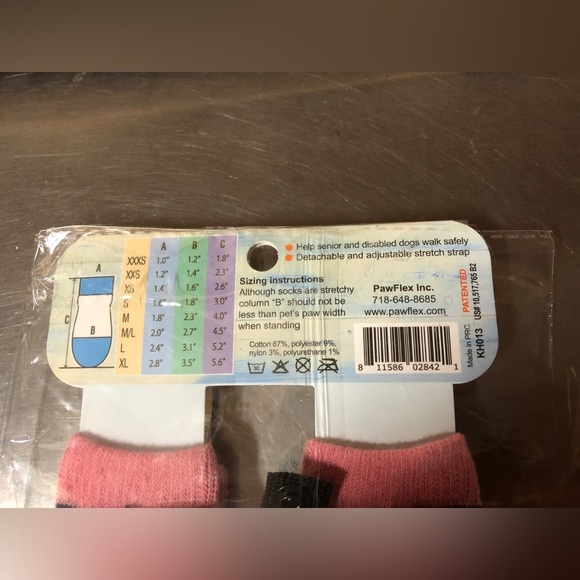 A B C
XXXS 1.0" 1.2" 1.8"
XXS 1.2" 1.4" 2.3"
XS 1.4" 1.6" 2.6"
S 1.6" 1.8" 3.0"
M 1.8" 2.3" 4.0"
M/L 2.0" 2.7" 4.5"
L 2.4" 3.1" 5.2"
XL 2.8" 3.5" 5.6"
A
C
B
Help senior and disabled dogs walk safely
Detachable and adjustable stretch strap
Sizing instructions
Although socks are stretchy
column "B" should not be
less than pet's paw width
when standing
Cotton 87%, polyester 9%,
nylon 3%, polyurethane 1%
30
PawFlex Inc.
718-648-8685
www.pawflex.com
8 11586 02842 1
PATENTED
US# 10,517,765 B2
Made in PRC
KH013